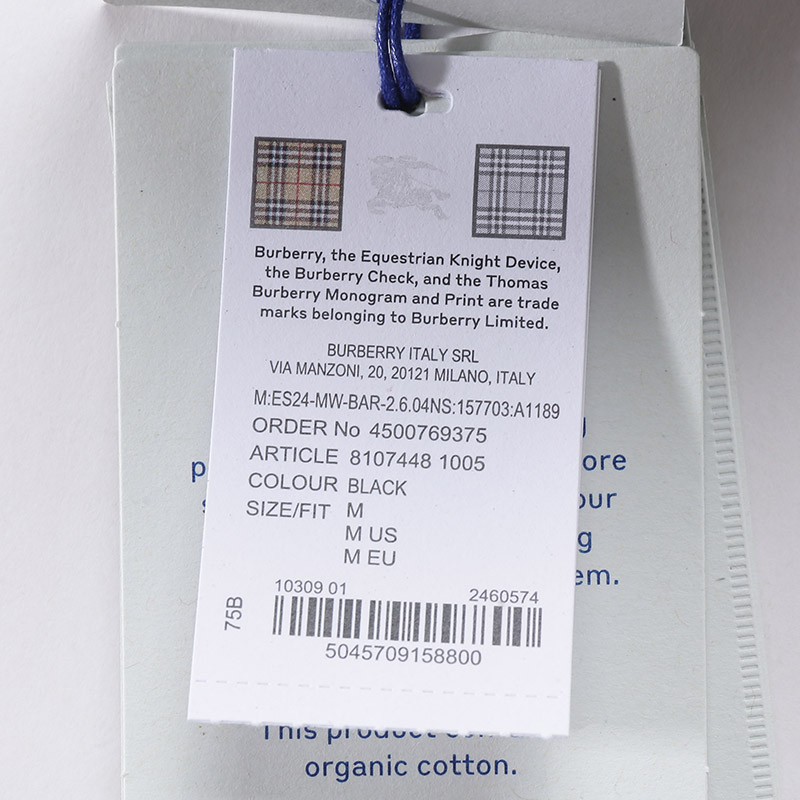 Burberry, the Equestrian Knight Device,
the Burberry Check, and the Thomas
Burberry Monogram and Print are trade
marks belonging to Burberry Limited.
BURBERRY ITALY SRL
VIA MANZONI, 20, 20121 MILANO, ITALY
M:ES24-MW-BAR-2.6.04NS:157703:A1189
ORDER No 4500769375
ARTICLE 8107448 1005
COLOUR BLACK
SIZE/FIT M
M US
M EU
10309 01 2460574
75B
5045709158800
This product
organic cotton.